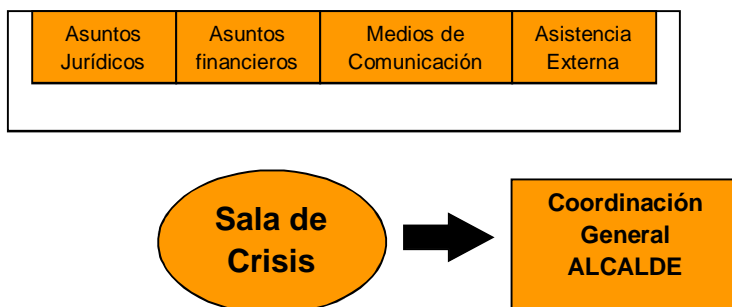 Asuntos
Jurídicos
Asuntos
financieros
Medios de
Comunicación
Asistencia
Externa
Sala de
Crisis
Coordinación
General
ALCALDE